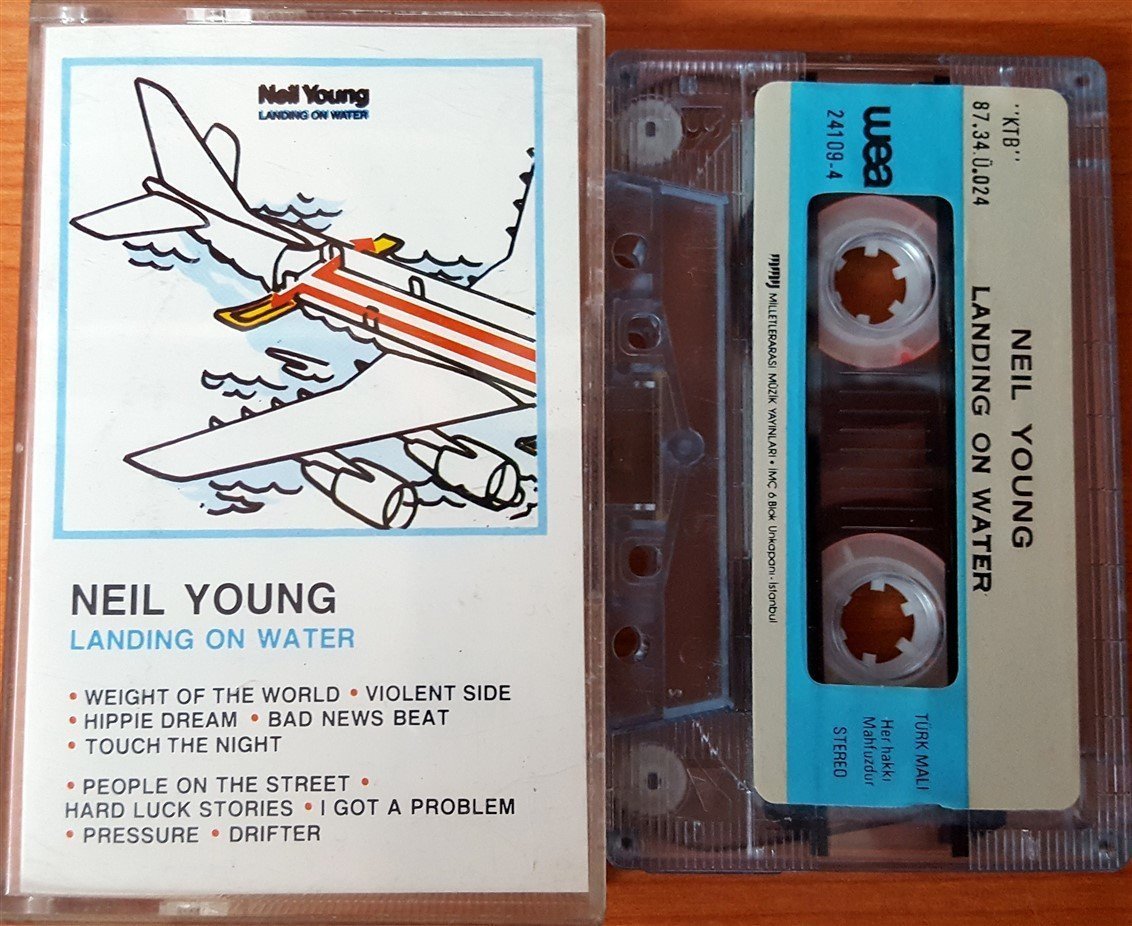 Neil Young
LANDING ON WATER
NEIL YOUNG
LANDING ON WATER
• WEIGHT OF THE WORLD • VIOLENT SIDE
• HIPPIE DREAM • BAD NEWS BEAT
• TOUCH THE NIGHT
• PEOPLE ON THE STREET •
HARD LUCK STORIES • I GOT A PROBLEM
• PRESSURE • DRIFTER
"KTB"
87.34.Ü.024
wea
24109-4
NEIL YOUNG
LANDING ON WATER
MİLLETLERARASI MÜZİK YAYINLARI • İMÇ 6 Blok Unkapanı - İstanbul
TÜRK MALI
Her hakkı
Mahfuzdur
STEREO
B